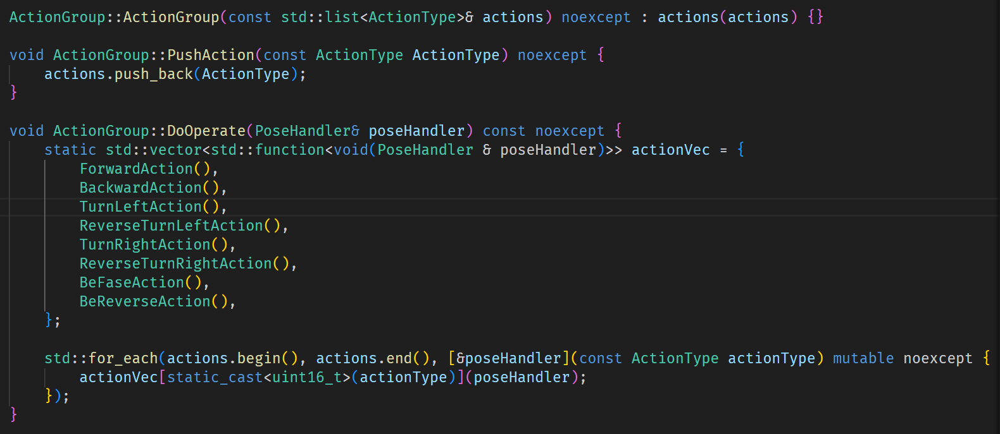 ActionGroup::ActionGroup(const std::list<ActionType>& actions) noexcept : actions(actions) {}
void ActionGroup::PushAction(const ActionType ActionType) noexcept {
actions.push_back(ActionType);
}
void ActionGroup::DoOperate(PoseHandler& poseHandler) const noexcept {
static std::vector<std::function<void(PoseHandler & poseHandler)>> actionVec = {
ForwardAction(),
BackwardAction(),
TurnLeftAction(),
ReverseTurnLeftAction(),
TurnRightAction(),
ReverseTurnRightAction(),
BeFaseAction(),
BeReverseAction(),
};
std::for_each(actions.begin(), actions.end(), [&poseHandler](const ActionType actionType) mutable noexcept {
actionVec[static_cast<uint16_t>(actionType)](poseHandler);
});
}